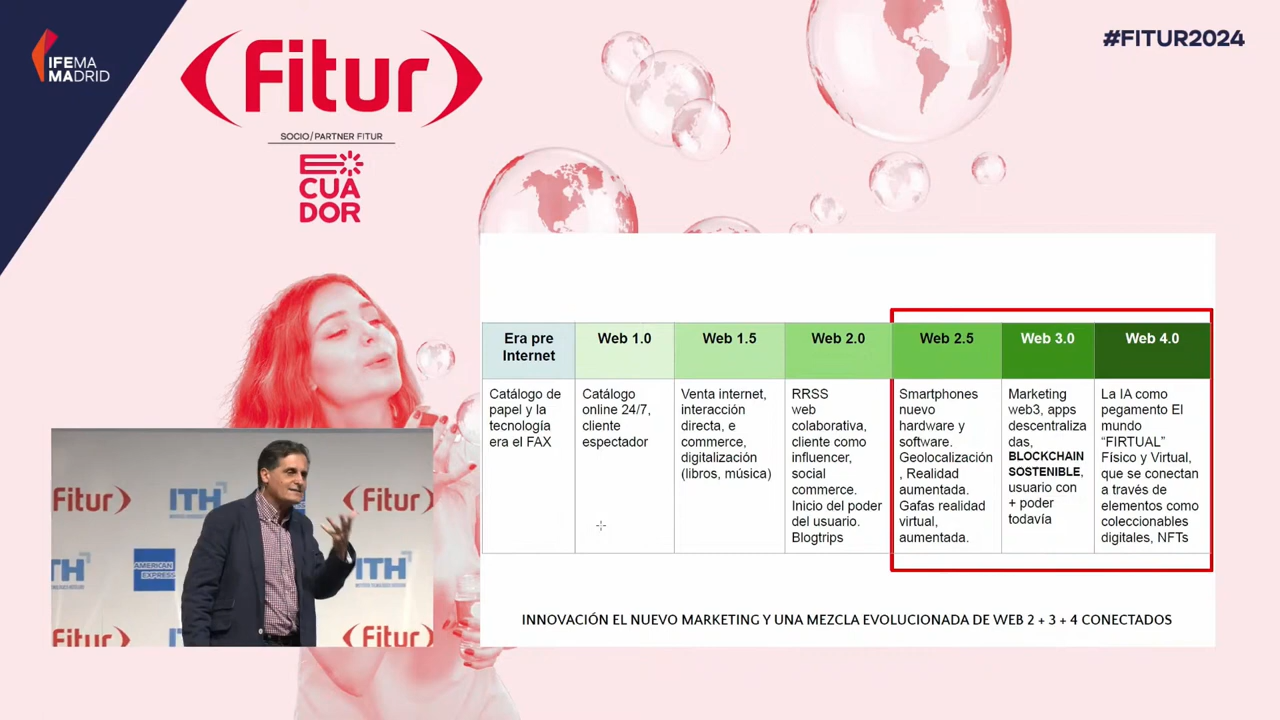 IFEMA
MADRID
Fitur
#FITUR2024
SOCIO/PARTNER FITUR
ECUADOR
Era pre
Internet
Catálogo de
papel y la
tecnología
era el FAX
Web 1.0
Catálogo
online 24/7,
cliente
espectador
Web 1.5
Venta internet,
interacción
directa, e
commerce,
digitalización
(libros, música)
Web 2.0
RRSS
web
colaborativa,
cliente como
influencer,
social
commerce.
Inicio del poder
del usuario.
Blogtrips
Web 2.5
Smartphones
nuevo
hardware y
software.
Geolocalización
, Realidad
aumentada.
Gafas realidad
virtual,
aumentada.
Web 3.0
Marketing
web3, apps
descentraliza
das,
BLOCKCHAIN
SOSTENIBLE,
usuario con
+ poder
todavía
Web 4.0
La IA como
pegamento El
mundo
“FIRTUAL”
Físico y Virtual,
que se conectan
a través de
elementos como
coleccionables
digitales, NFTs
INNOVACIÓN EL NUEVO MARKETING Y UNA MEZCLA EVOLUCIONADA DE WEB 2 + 3 + 4 CONECTADOS
Fitur
ITH
Fitur
TH
AMERICAN
EXPRESS
ITH
Fitur
ITH
Fitur